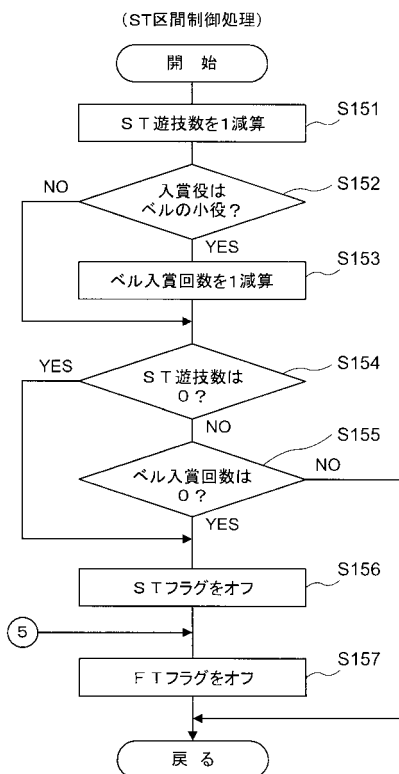 (ST区間制御処理)
開 始
ST遊技数を1減算
S151
入賞役は
ベルの小役?
S152
NO
YES
ベル入賞回数を1減算
S153
ST遊技数は
0?
S154
YES
NO
ベル入賞回数は
0?
S155
NO
YES
STフラグをオフ
S156
5
FTフラグをオフ
S157
戻 る